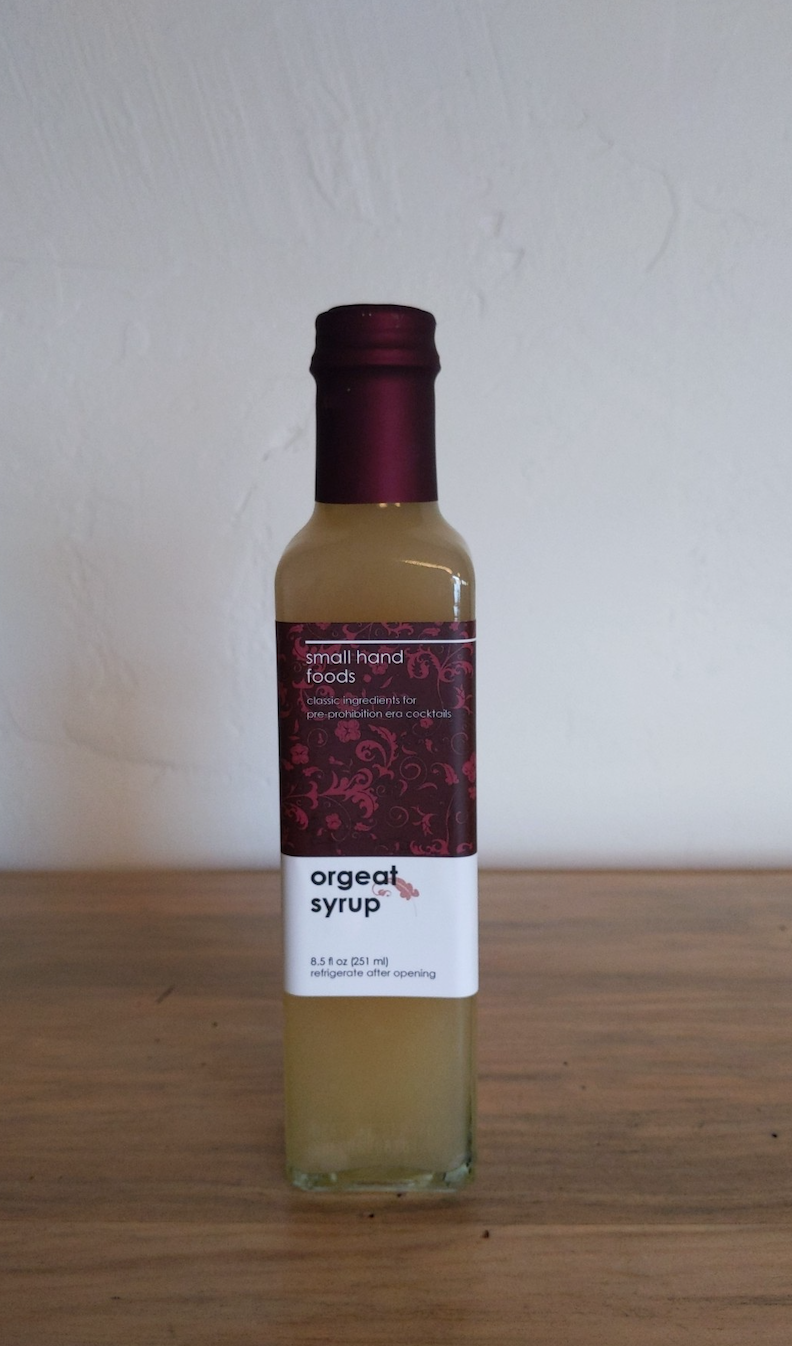 small hand
foods
classic ingredients for
pre-prohibition era cocktails
orgeat
syrup
8.5 fl oz (251 ml)
refrigerate after opening